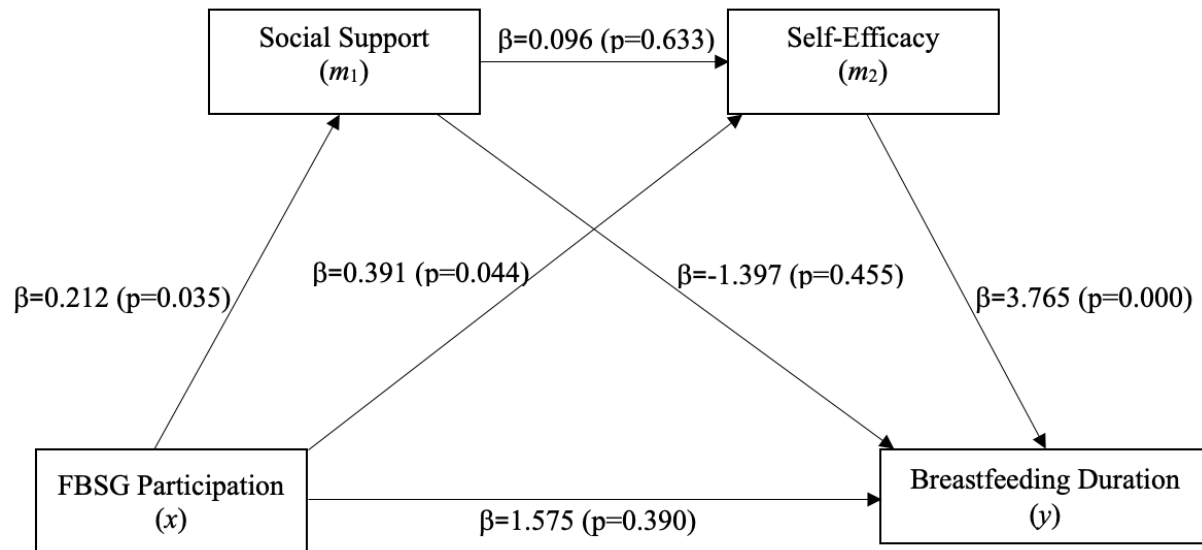 Social Support
(m₁)
β=0.096 (p=0.633)
Self-Efficacy
(m₂)
β=0.212 (p=0.035)
β=0.391 (p=0.044)
β=-1.397 (p=0.455)
β=3.765 (p=0.000)
FBSG Participation
(x)
β=1.575 (p=0.390)
Breastfeeding Duration
(y)